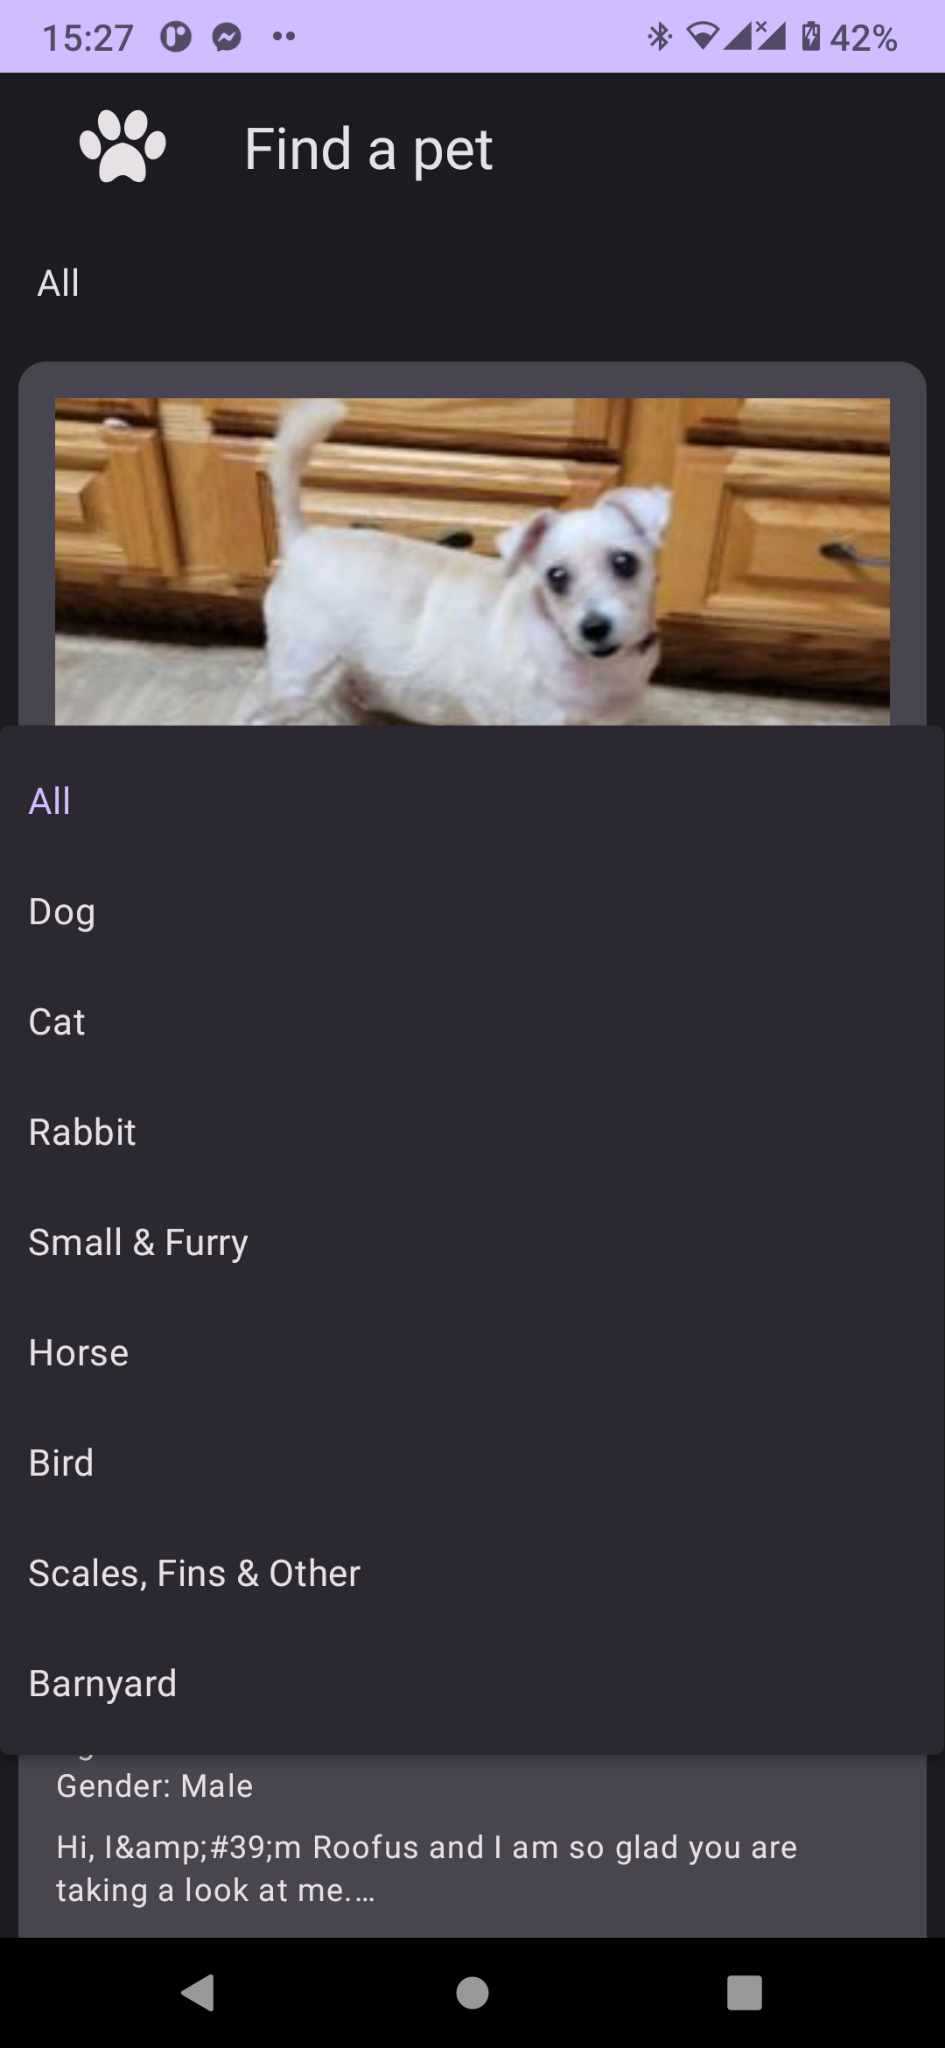 15:27 42%
Find a pet
All
All
Dog
Cat
Rabbit
Small & Furry
Horse
Bird
Scales, Fins & Other
Barnyard
Gender: Male
Hi, I&amp;#39;m Roofus and I am so glad you are
taking a look at me.…